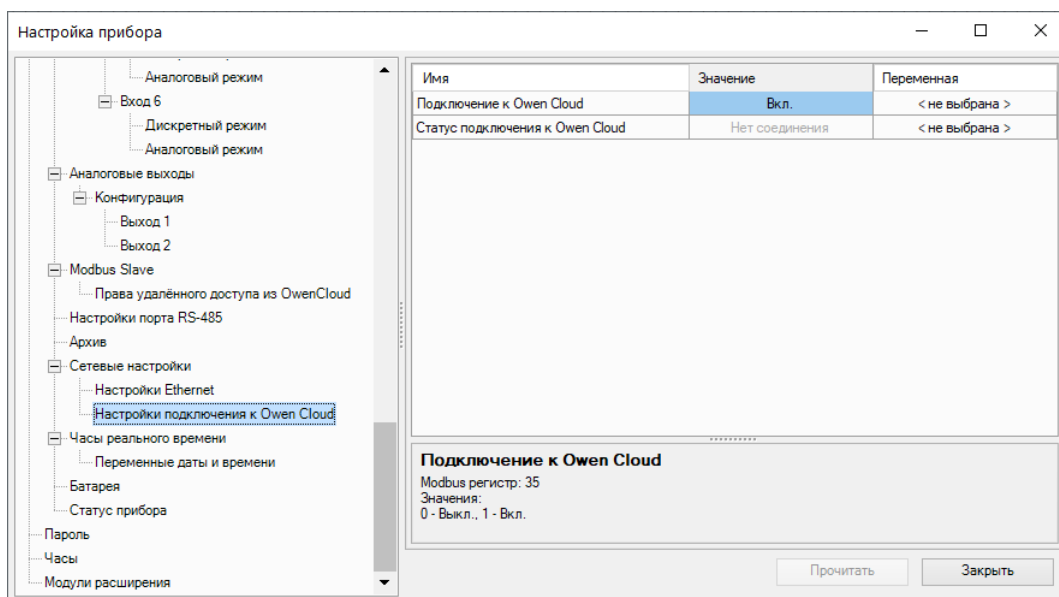 Настройка прибора
Аналоговый режим
Вход 6
Дискретный режим
Аналоговый режим
Аналоговые выходы
Конфигурация
Выход 1
Выход 2
Modbus Slave
Права удалённого доступа из OwenCloud
Настройки порта RS-485
Архив
Сетевые настройки
Настройки Ethernet
Настройки подключения к Owen Cloud
Часы реального времени
Переменные даты и времени
Батарея
Статус прибора
Пароль
Часы
Модули расширения
Имя Значение Переменная
Подключение к Owen Cloud Вкл. < не выбрана >
Статус подключения к Owen Cloud Нет соединения < не выбрана >
Подключение к Owen Cloud
Modbus регистр: 35
Значения:
0 - Выкл., 1 - Вкл.
Прочитать Закрыть